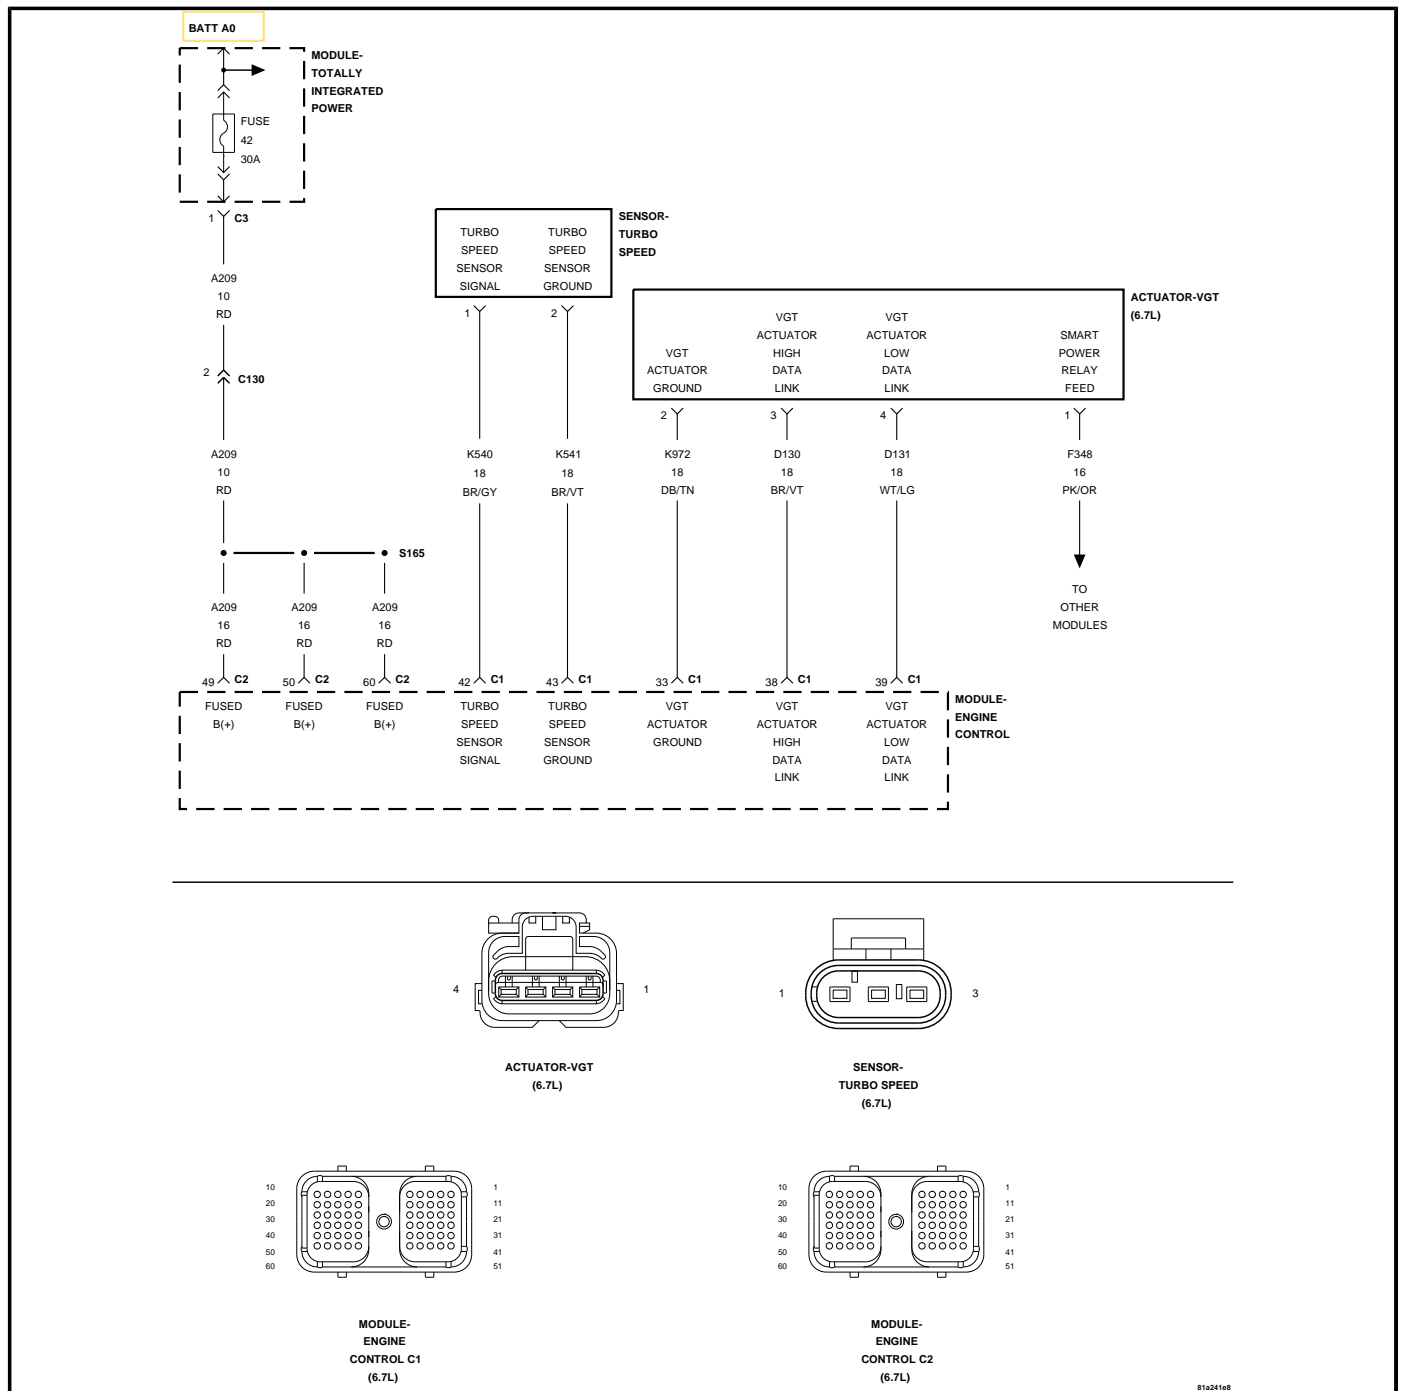 BATT A0
MODULE-
TOTALLY
INTEGRATED
POWER
FUSE
42
30A
1 C3
A209
10
RD
2 C130
A209
10
RD
S165
A209
16
RD
A209
16
RD
A209
16
RD
SENSOR-
TURBO
SPEED
TURBO
SPEED
SENSOR
SIGNAL
TURBO
SPEED
SENSOR
GROUND
1
2
K540
18
BR/GY
K541
18
BR/VT
ACTUATOR-VGT
(6.7L)
VGT
ACTUATOR
GROUND
VGT
ACTUATOR
HIGH
DATA
LINK
VGT
ACTUATOR
LOW
DATA
LINK
SMART
POWER
RELAY
FEED
2
3
4
1
K972
18
DB/TN
D130
18
BR/VT
D131
18
WT/LG
F348
16
PK/OR
TO
OTHER
MODULES
49 C2
50 C2
60 C2
42 C1
43 C1
33 C1
38 C1
39 C1
FUSED
B(+)
FUSED
B(+)
FUSED
B(+)
TURBO
SPEED
SENSOR
SIGNAL
TURBO
SPEED
SENSOR
GROUND
VGT
ACTUATOR
GROUND
VGT
ACTUATOR
HIGH
DATA
LINK
VGT
ACTUATOR
LOW
DATA
LINK
MODULE-
ENGINE
CONTROL
4 1
ACTUATOR-VGT
(6.7L)
1 3
SENSOR-
TURBO SPEED
(6.7L)
10 1
20 11
30 21
40 31
50 41
60 51
MODULE-
ENGINE
CONTROL C1
(6.7L)
10 1
20 11
30 21
40 31
50 41
60 51
MODULE-
ENGINE
CONTROL C2
(6.7L)
81a241e8